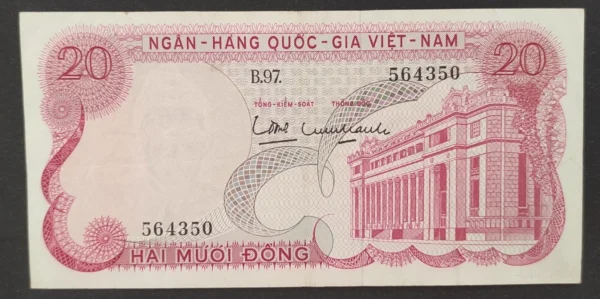 NGÂN-HÀNG QUỐC-GIA VIỆT-NAM
20
20
B.97.
564350
TỔNG-KIỂM-SOÁT THỐNG-ĐỐC
564350
HAI MƯƠI ĐỒNG